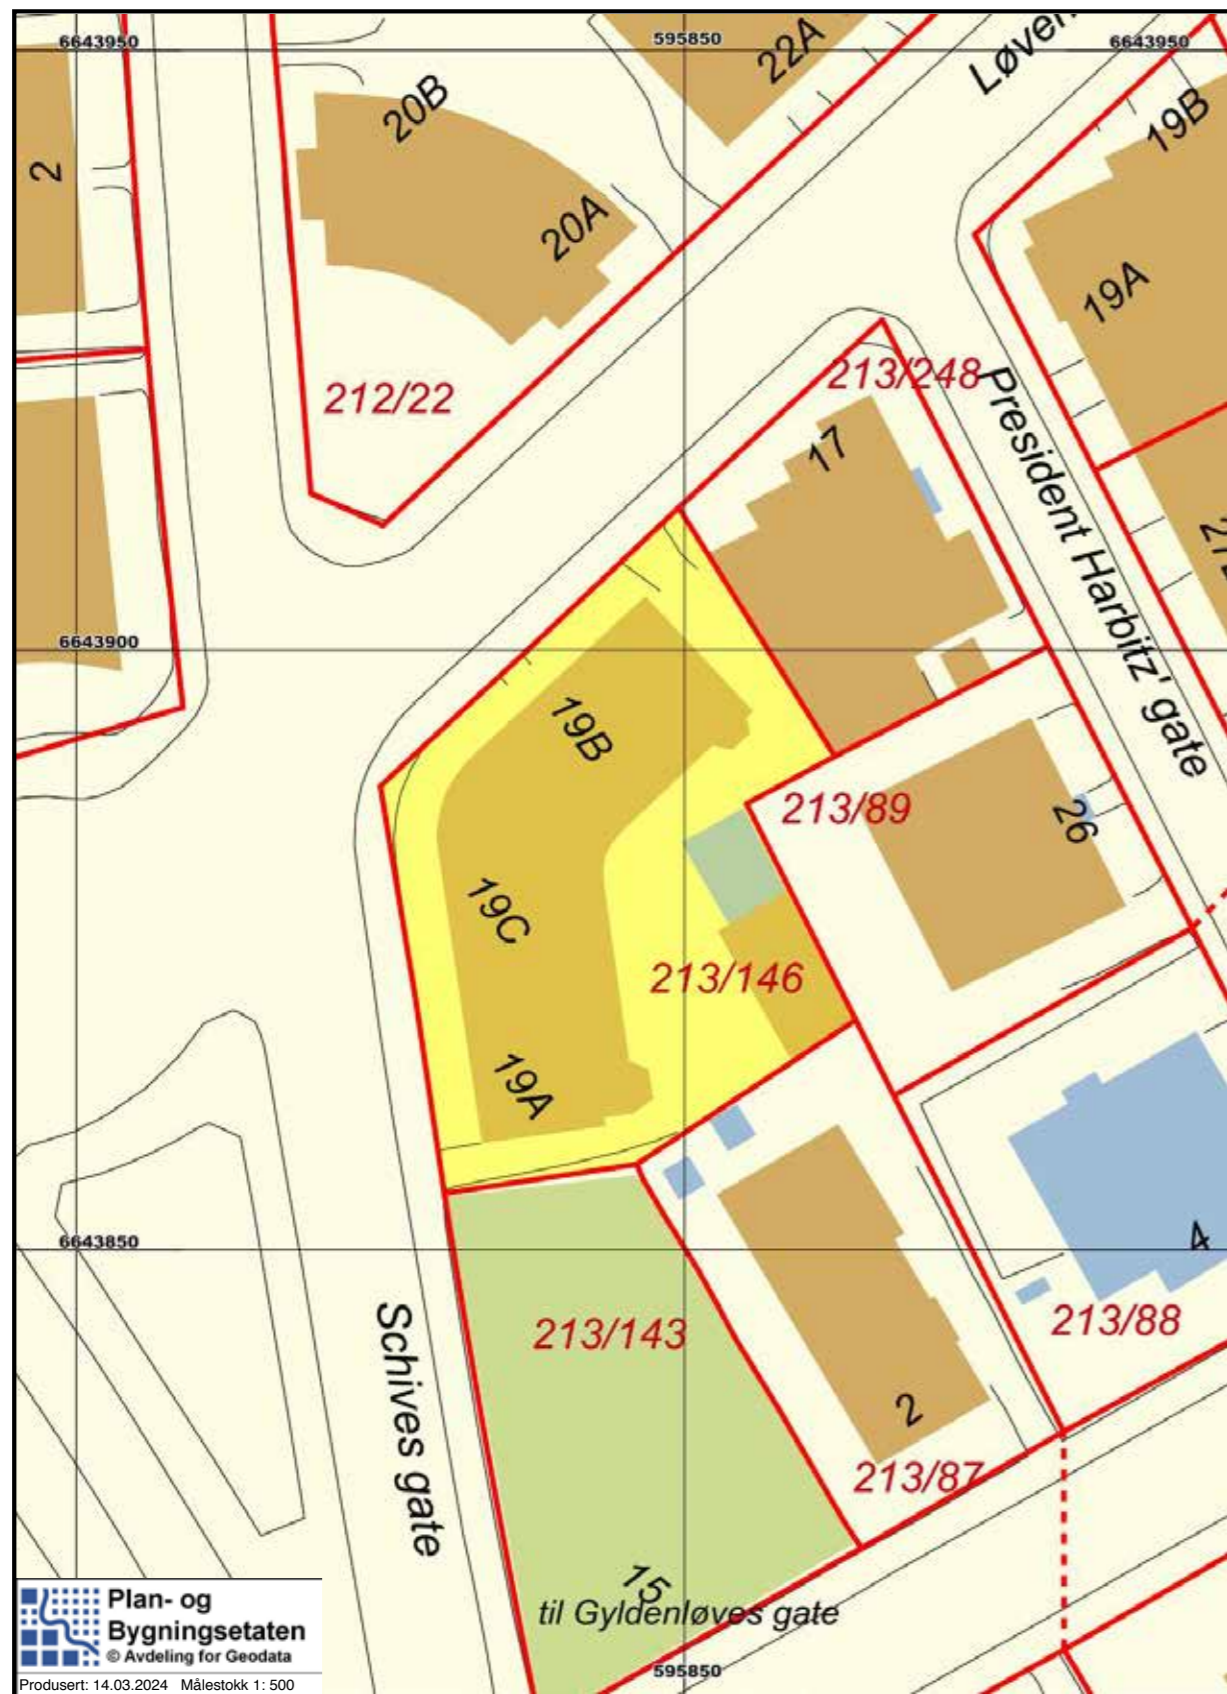 6643950
595850
6643950
Løven
22A
20B
19B
2
20A
19A
212/22
213/248
President Harbitz' gate
17
6643900
19B
213/89
26
19C
213/146
19A
6643850
4
213/143
213/88
Schives gate
2
213/87
15
til Gyldenløves gate
595850
Plan- og
Bygningsetaten
© Avdeling for Geodata
Produsert: 14.03.2024 Målestokk 1: 500